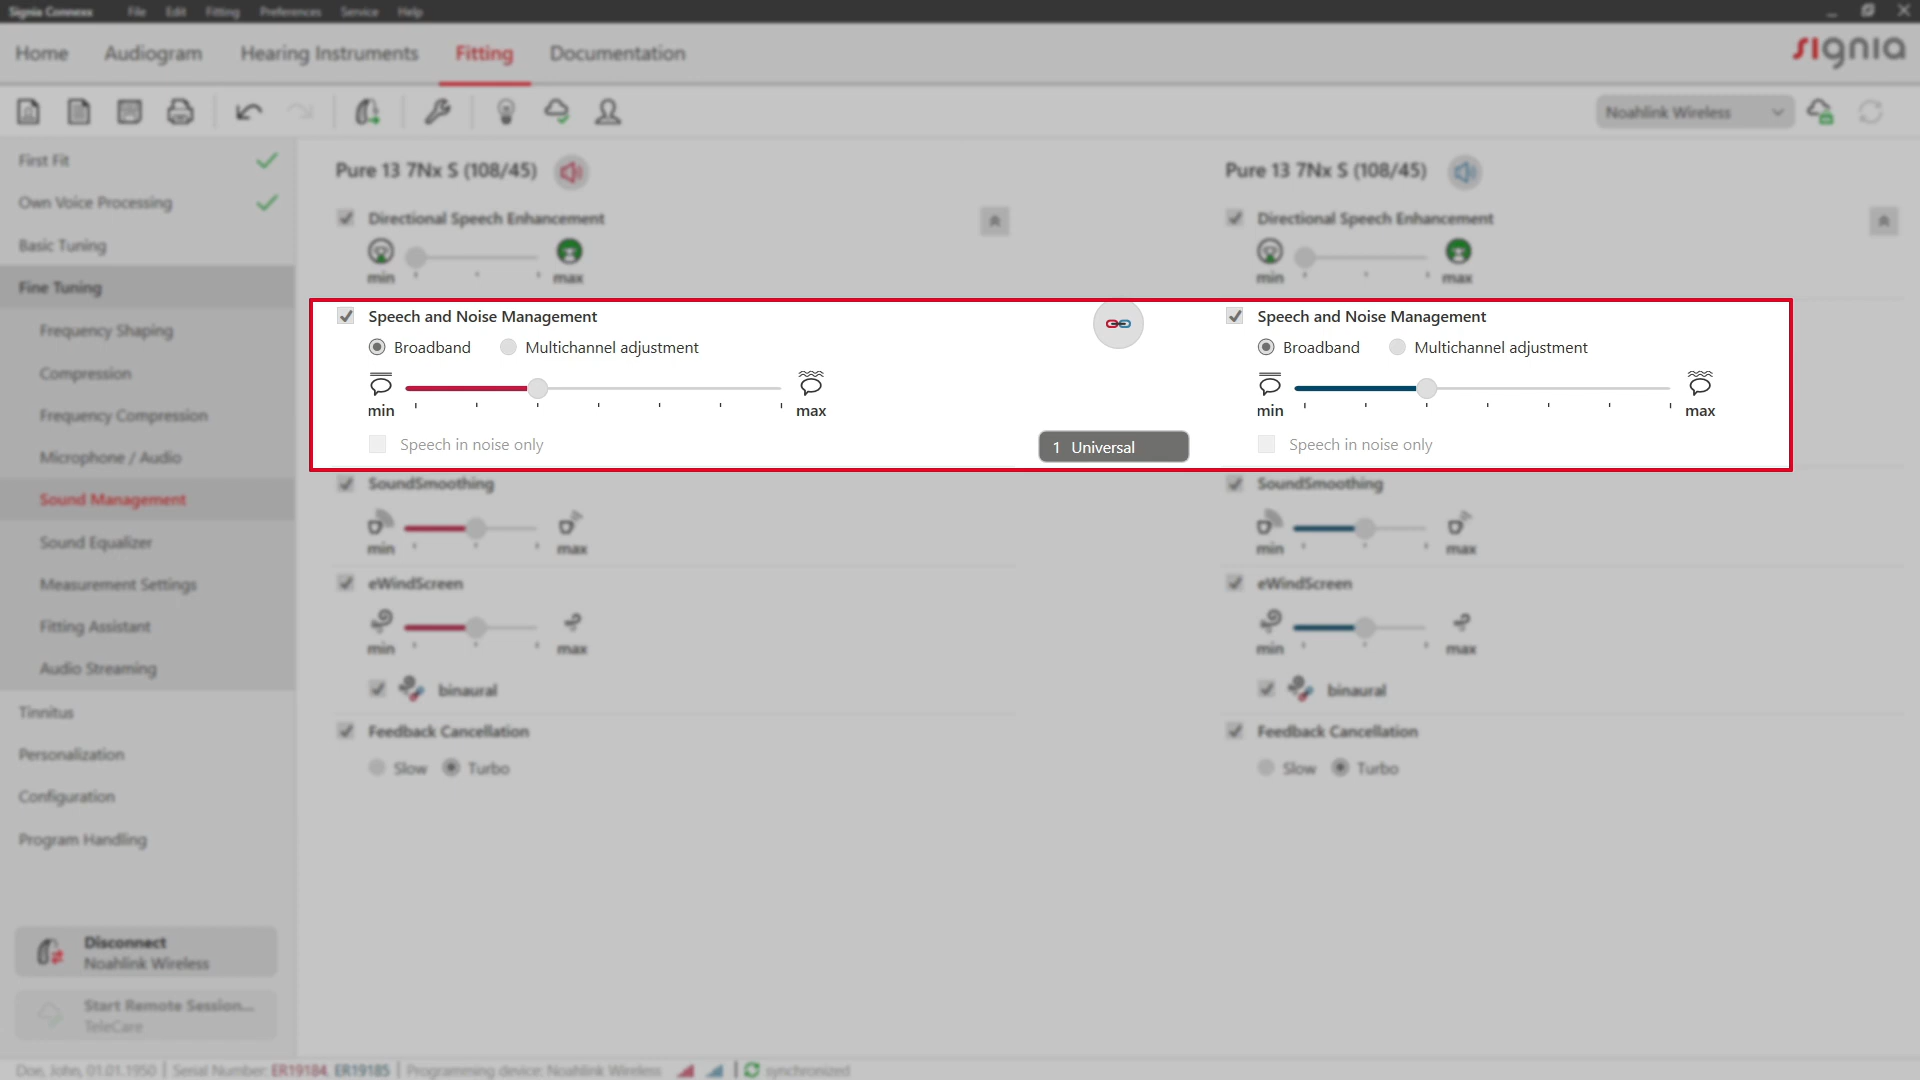 Signia Connexx File Edit Fitting Preferences Service Help
Home Audiogram Hearing Instruments Fitting Documentation
signia
Noahlink Wireless
First Fit
Own Voice Processing
Basic Tuning
Fine Tuning
Frequency Shaping
Compression
Frequency Compression
Microphone / Audio
Sound Management
Sound Equalizer
Measurement Settings
Fitting Assistant
Audio Streaming
Tinnitus
Personalization
Configuration
Program Handling
Disconnect
Noahlink Wireless
Start Remote Session...
TeleCare
Pure 13 7Nx S (108/45)
Directional Speech Enhancement
min max
Speech and Noise Management
Broadband Multichannel adjustment
min max
Speech in noise only
SoundSmoothing
min max
eWindScreen
min max
binaural
Feedback Cancellation
Slow Turbo
1 Universal
Pure 13 7Nx S (108/45)
Directional Speech Enhancement
min max
Speech and Noise Management
Broadband Multichannel adjustment
min max
Speech in noise only
SoundSmoothing
min max
eWindScreen
min max
binaural
Feedback Cancellation
Slow Turbo
Doe, John, 01.01.1950 | Serial Number: ER19184, ER19185 | Programming device: Noahlink Wireless | synchronized